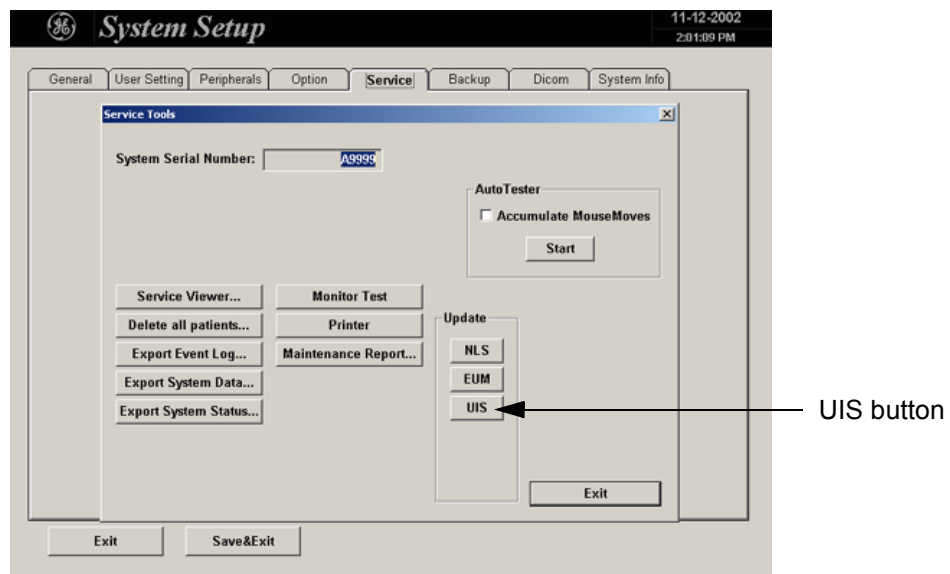 System Setup
11-12-2002
2:01:09 PM
General User Setting Peripherals Option Service Backup Dicom System Info
Service Tools
System Serial Number: A9999
AutoTester
Accumulate MouseMoves
Start
Service Viewer... Monitor Test
Delete all patients... Printer
Export Event Log... Maintenance Report...
Export System Data...
Export System Status...
Update
NLS
EUM
UIS
UIS button
Exit
Exit Save&Exit